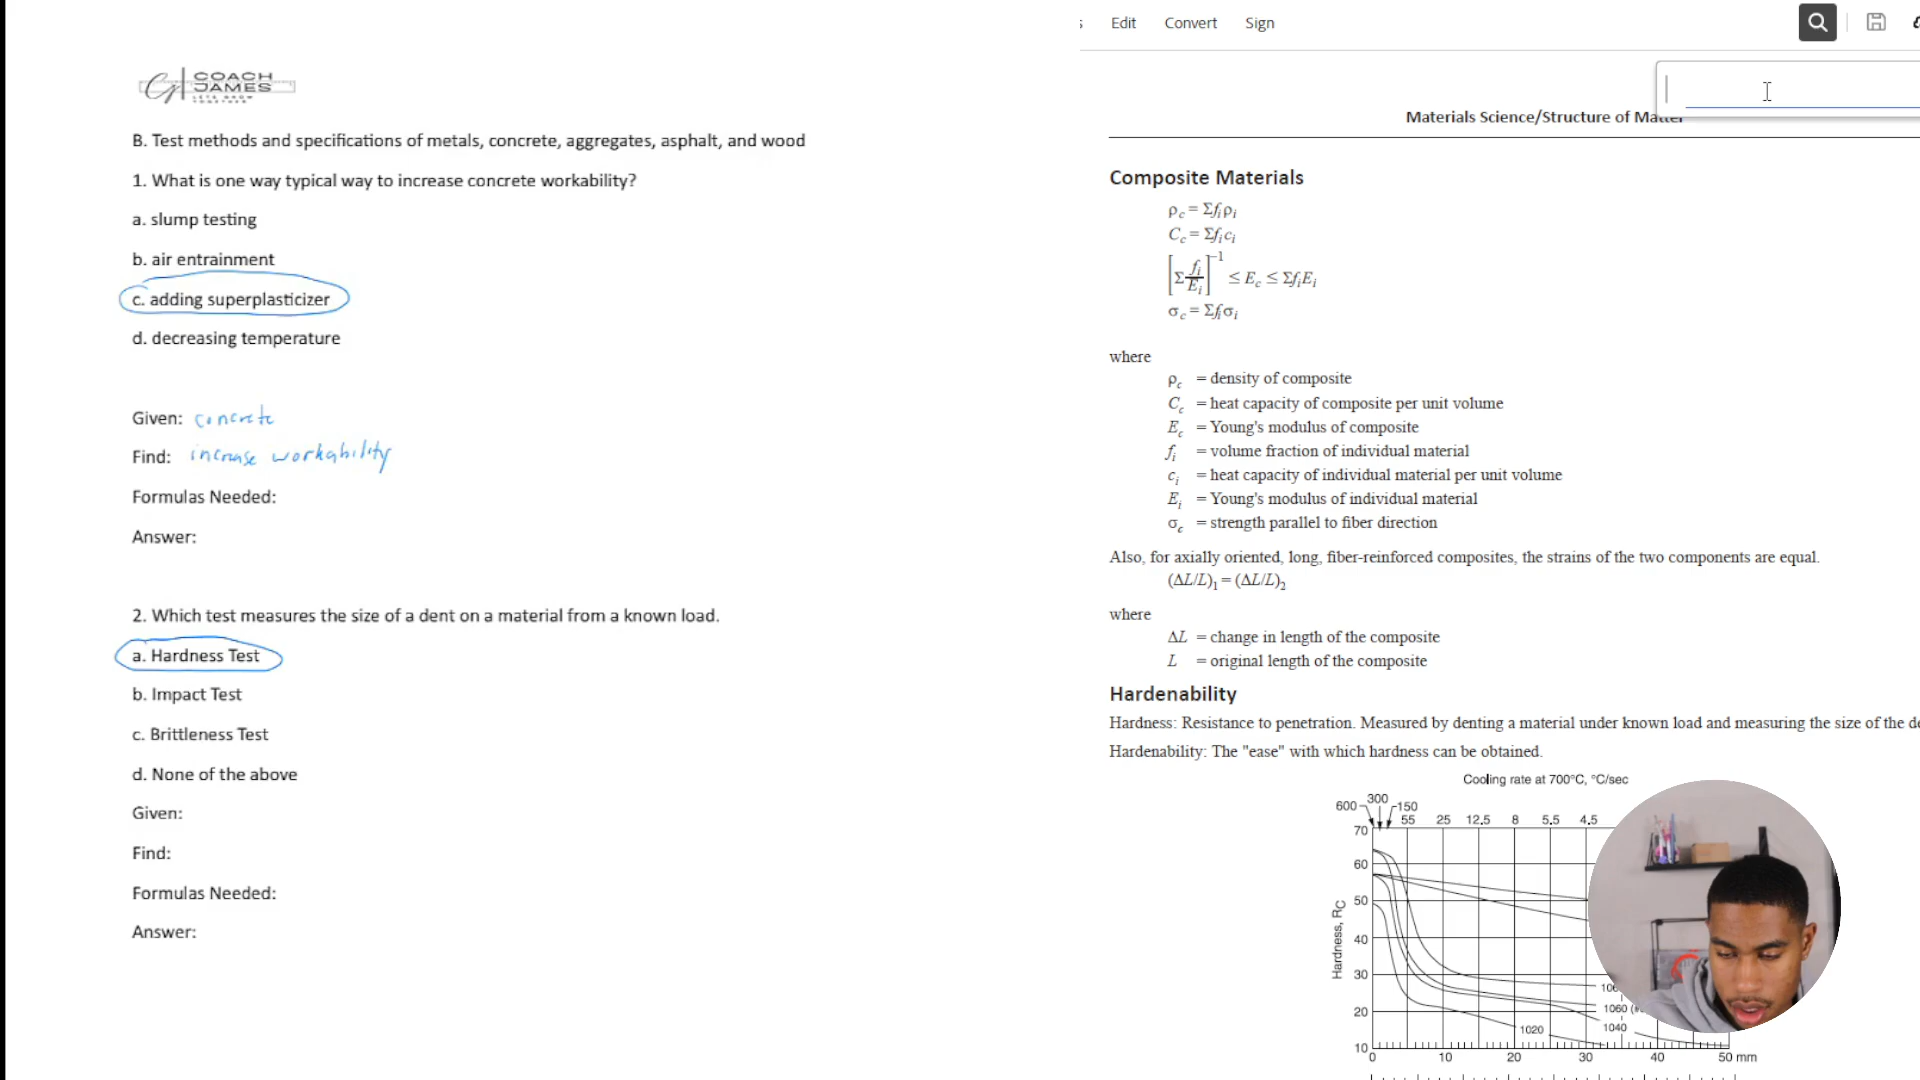 COACH
JAMES
LETS GROW
TOGETHER
B. Test methods and specifications of metals, concrete, aggregates, asphalt, and wood
1. What is one way typical way to increase concrete workability?
a. slump testing
b. air entrainment
c. adding superplasticizer
d. decreasing temperature
Given: concrete
Find: increase workability
Formulas Needed:
Answer:
2. Which test measures the size of a dent on a material from a known load.
a. Hardness Test
b. Impact Test
c. Brittleness Test
d. None of the above
Given:
Find:
Formulas Needed:
Answer:
Edit Convert Sign
Materials Science/Structure of Matter
Composite Materials
ρc = Σfiρi
Cc = Σfici
[Σ fi/Ei]⁻¹ ≤ Ec ≤ ΣfiEi
σc = Σfiσi
where
ρc = density of composite
Cc = heat capacity of composite per unit volume
Ec = Young's modulus of composite
fi = volume fraction of individual material
ci = heat capacity of individual material per unit volume
Ei = Young's modulus of individual material
σc = strength parallel to fiber direction
Also, for axially oriented, long, fiber-reinforced composites, the strains of the two components are equal.
(ΔL/L)1 = (ΔL/L)2
where
ΔL = change in length of the composite
L = original length of the composite
Hardenability
Hardness: Resistance to penetration. Measured by denting a material under known load and measuring the size of the de
Hardenability: The "ease" with which hardness can be obtained.
Cooling rate at 700°C, °C/sec
600 300 150
55 25 12.5 8 5.5 4.5
70
60
50
40
30
20
10
Hardness, RC
1060
1040
1020
0 10 20 30 40 50 mm